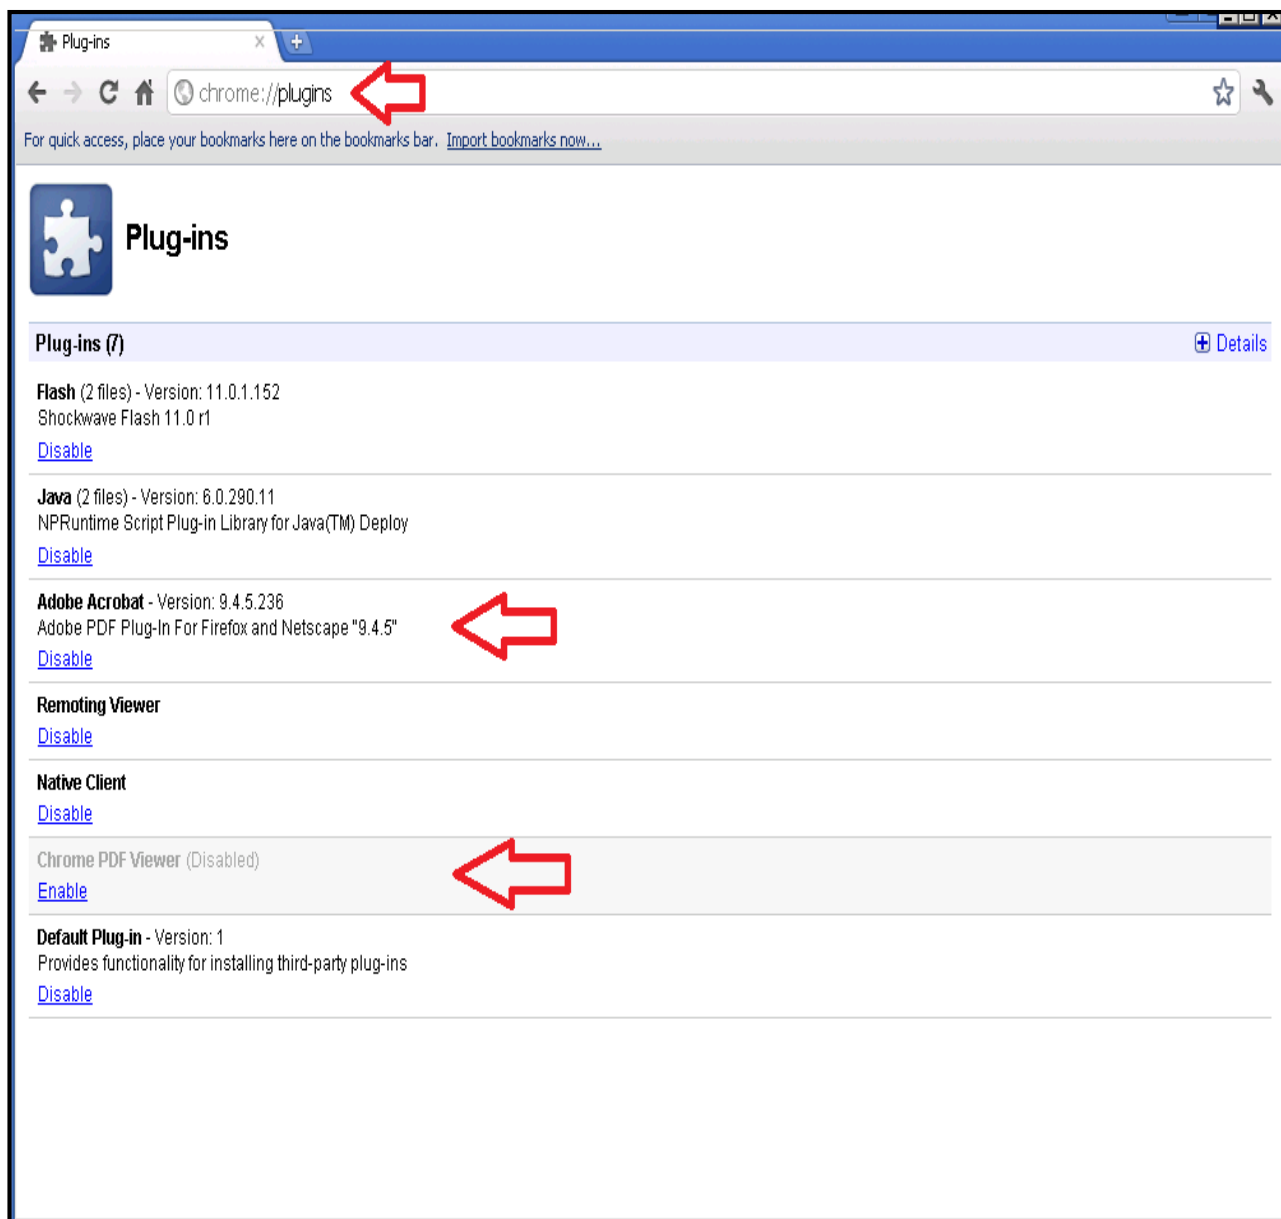 Plug-ins
chrome://plugins
For quick access, place your bookmarks here on the bookmarks bar. Import bookmarks now...
Plug-ins
Plug-ins (7) Details
Flash (2 files) - Version: 11.0.1.152
Shockwave Flash 11.0 r1
Disable
Java (2 files) - Version: 6.0.290.11
NPRuntime Script Plug-in Library for Java(TM) Deploy
Disable
Adobe Acrobat - Version: 9.4.5.236
Adobe PDF Plug-In For Firefox and Netscape "9.4.5"
Disable
Remoting Viewer
Disable
Native Client
Disable
Chrome PDF Viewer (Disabled)
Enable
Default Plug-in - Version: 1
Provides functionality for installing third-party plug-ins
Disable